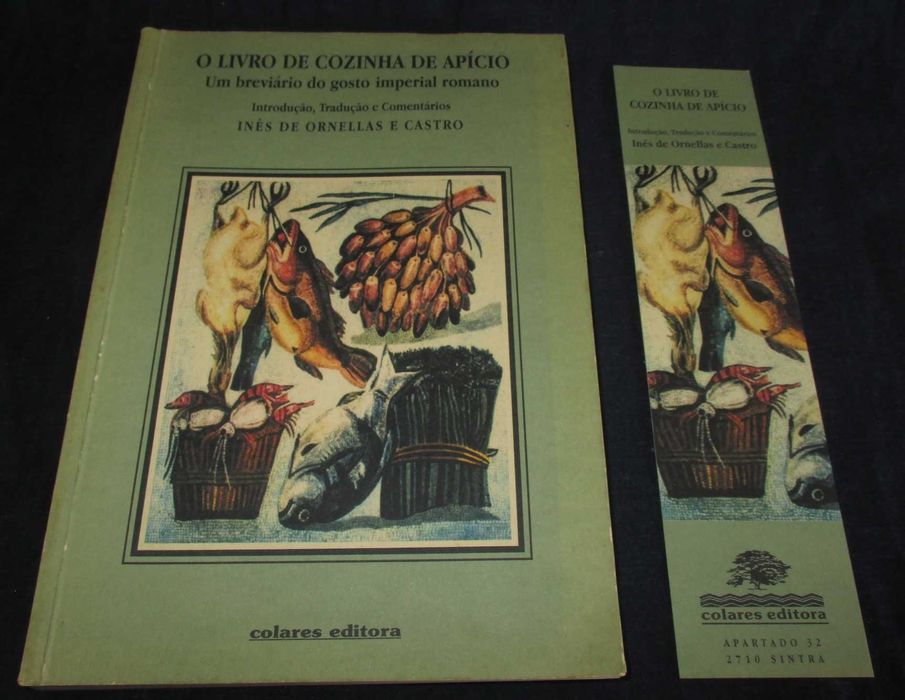 O LIVRO DE COZINHA DE APÍCIO
Um breviário do gosto imperial romano
Introdução, Tradução e Comentários
INÊS DE ORNELLAS E CASTRO
colares editora
O LIVRO DE
COZINHA DE APÍCIO
Introdução, Tradução e Comentários
Inês de Ornellas e Castro
colares editora
APARTADO 32
2710 SINTRA